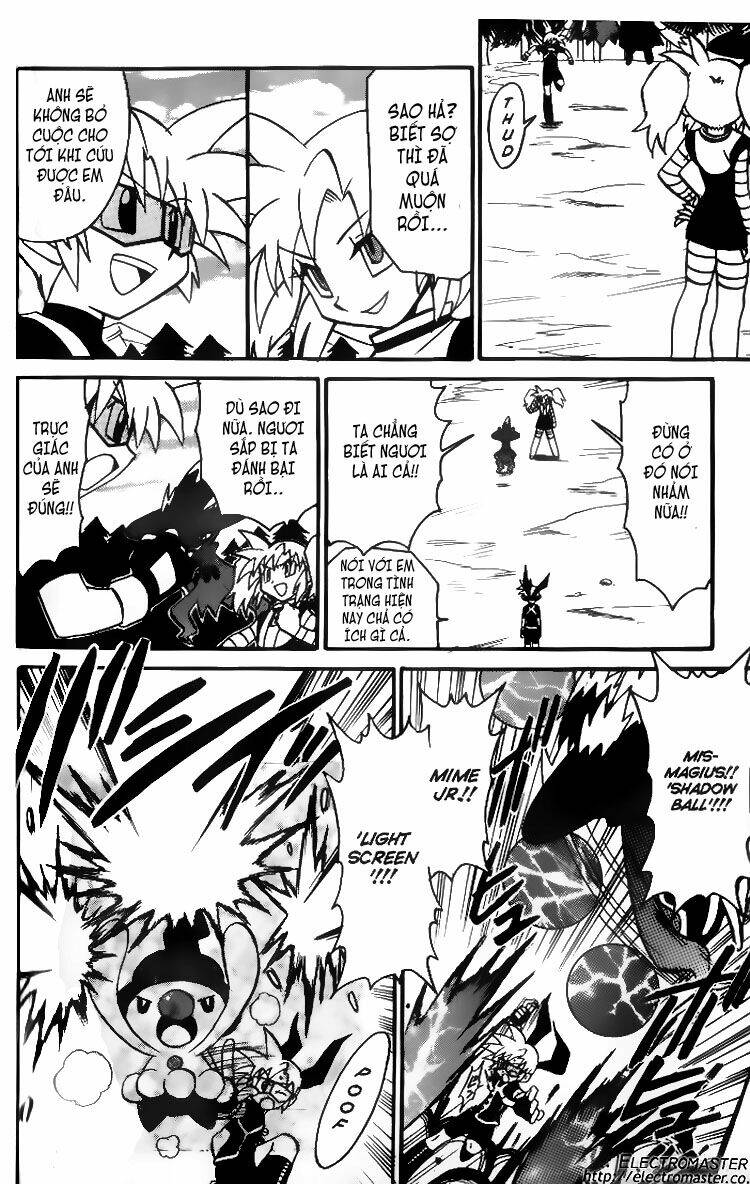 THUD
SAO HẢ?
BIẾT SỢ
THÌ ĐÃ
QUÁ
MUỘN
RỒI...
ANH SẼ
KHÔNG BỎ
CUỘC CHO
TỚI KHI CỨU
ĐƯỢC EM
ĐÂU.
ĐỪNG
CÓ Ở
ĐÓ NÓI
NHẢM
NỮA!!
TA CHẲNG
BIẾT NGƯƠI
LÀ AI CẢ!!
NÓI VỚI EM
TRONG TÌNH
TRẠNG HIỆN
NAY CHẢ CÓ
ÍCH GÌ CẢ.
DÙ SAO ĐI
NỮA. NGƯƠI
SẮP BỊ TA
ĐÁNH BẠI
RỒI..
TRỰC
GIÁC
CỦA ANH
SẼ
ĐÚNG!!
MIS-
MAGIUS!!
'SHADOW
BALL'!!!
MIME
JR.!!
'LIGHT
SCREEN
'!!!!
POOF
ELECTROMASTER
http://electromaster.co